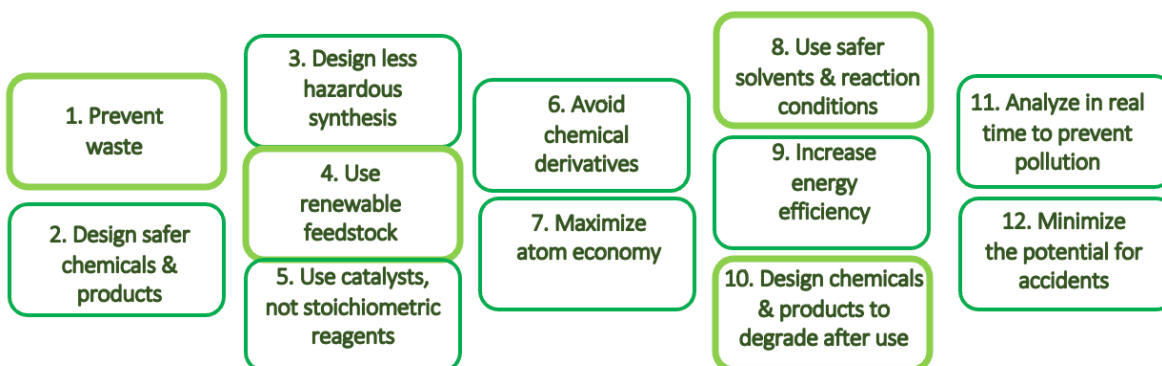 1. Prevent
waste
2. Design safer
chemicals &
products
3. Design less
hazardous
synthesis
4. Use
renewable
feedstock
5. Use catalysts,
not stoichiometric
reagents
6. Avoid
chemical
derivatives
7. Maximize
atom economy
8. Use safer
solvents & reaction
conditions
9. Increase
energy
efficiency
10. Design chemicals
& products to
degrade after use
11. Analyze in real
time to prevent
pollution
12. Minimize
the potential for
accidents